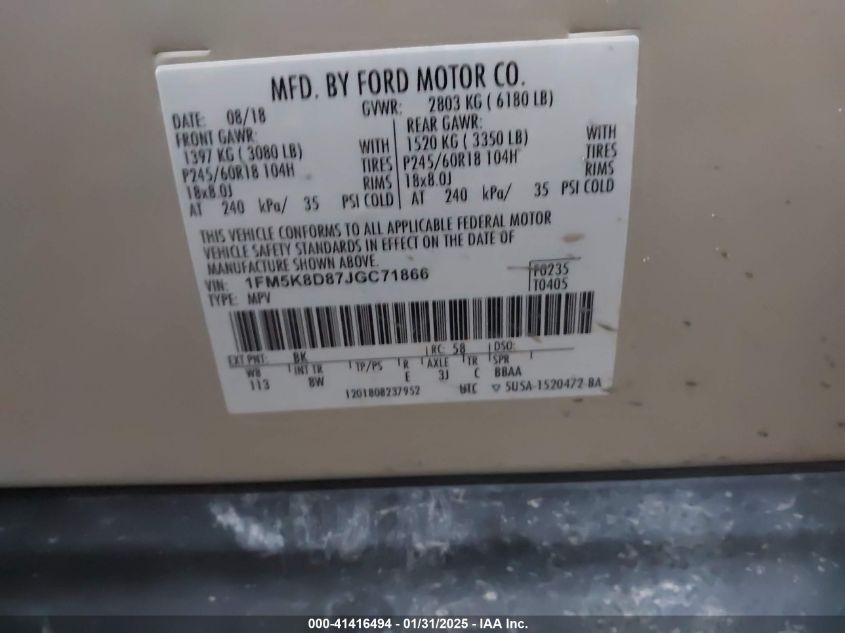 MFD. BY FORD MOTOR CO.
DATE: 08/18 GVWR: 2803 KG ( 6180 LB)
FRONT GAWR: REAR GAWR:
1397 KG ( 3080 LB) WITH 1520 KG ( 3350 LB) WITH
P245/60R18 104H TIRES P245/60R18 104H TIRES
18x8.0J RIMS 18x8.0J RIMS
AT 240 kPa/ 35 PSI COLD AT 240 kPa/ 35 PSI COLD
THIS VEHICLE CONFORMS TO ALL APPLICABLE FEDERAL MOTOR
VEHICLE SAFETY STANDARDS IN EFFECT ON THE DATE OF
MANUFACTURE SHOWN ABOVE.
VIN: 1FM5K8D87JGC71866 F0235
TYPE: MPV T0405
EXT PNT: BK RC: 58 DSO:
WB INT TR TP/PS R AXLE TR SPR
113 8W E 3J C BBAA
1201808237952 UTC ▽ 5USA-1520472-BA
000-41416494 - 01/31/2025 - IAA Inc.